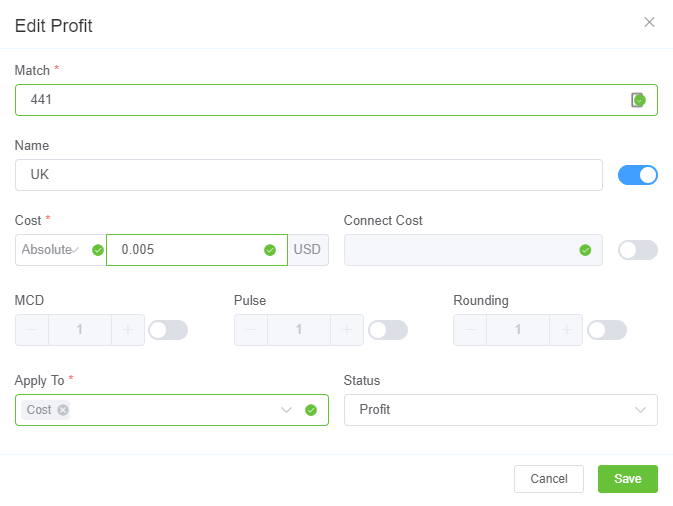 Edit Profit
Match *
441
Name
UK
Cost *
Connect Cost
Absolute
0.005
USD
MCD
Pulse
Rounding
1
1
1
Apply To *
Status
Cost
Profit
Cancel
Save